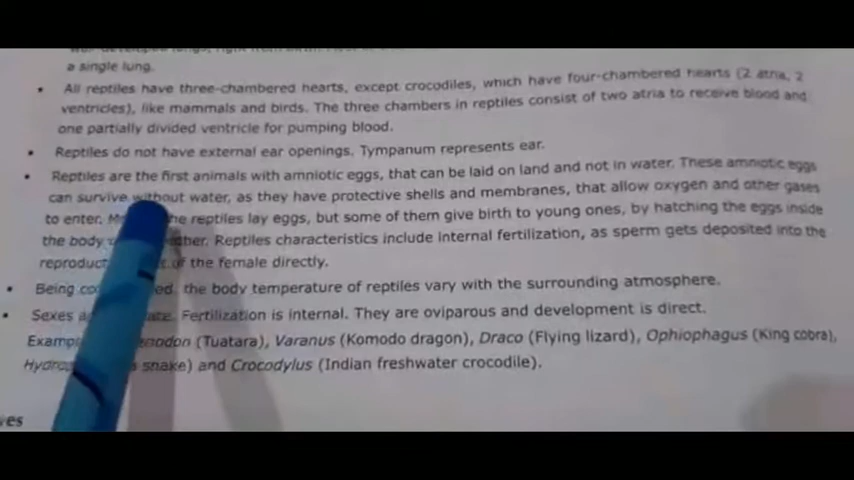 a single lung.
• All reptiles have three-chambered hearts, except crocodiles, which have four-chambered hearts (2 atria, 2
ventricles), like mammals and birds. The three chambers in reptiles consist of two atria to receive blood and
one partially divided ventricle for pumping blood.
• Reptiles do not have external ear openings. Tympanum represents ear.
• Reptiles are the first animals with amniotic eggs, that can be laid on land and not in water. These amniotic eggs
can survive without water, as they have protective shells and membranes, that allow oxygen and other gases
to enter. the reptiles lay eggs, but some of them give birth to young ones, by hatching the eggs inside
the body Reptiles characteristics include internal fertilization, as sperm gets deposited into the
of the female directly.
• Being the body temperature of reptiles vary with the surrounding atmosphere.
• Sexes Fertilization is internal. They are oviparous and development is direct.
(Tuatara), Varanus (Komodo dragon), Draco (Flying lizard), Ophiophagus (King cobra),
snake) and Crocodylus (Indian freshwater crocodile).